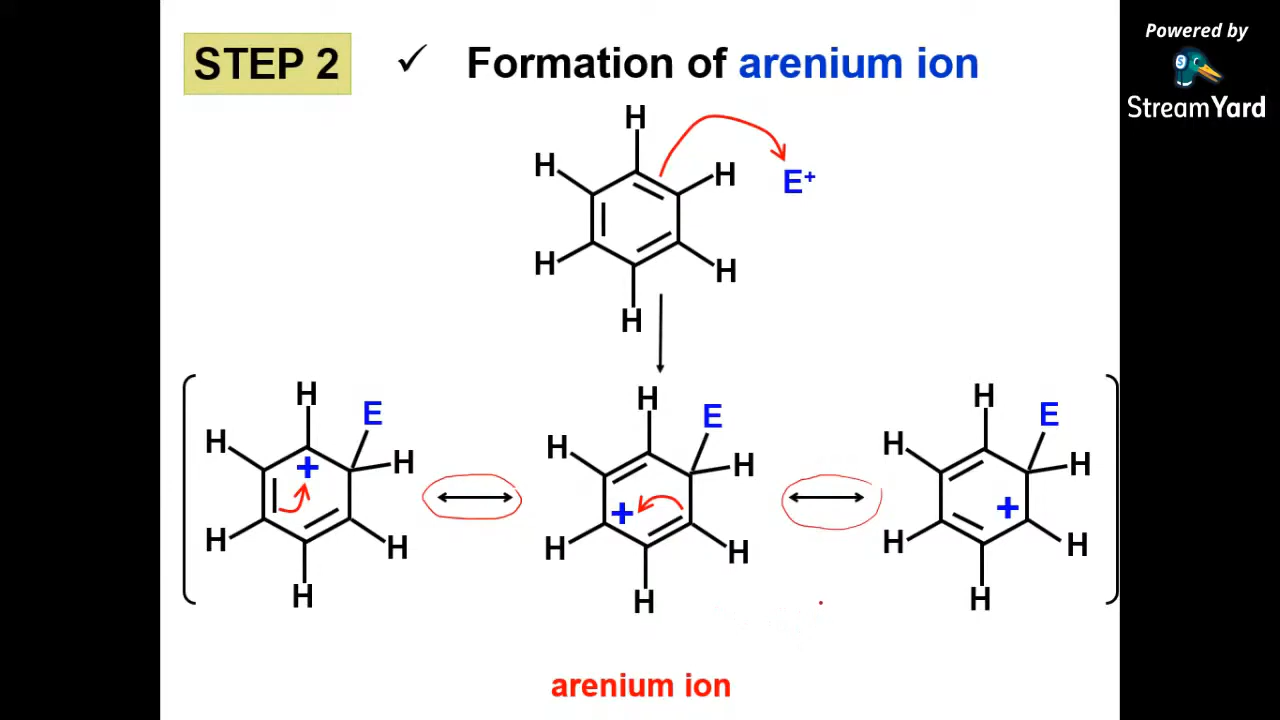 Powered by
StreamYard
STEP 2 ✓ Formation of arenium ion
H
H H E+
H H
H
H H H
E E E
H H H H H H
+ + +
H H H H H H
H H H
arenium ion